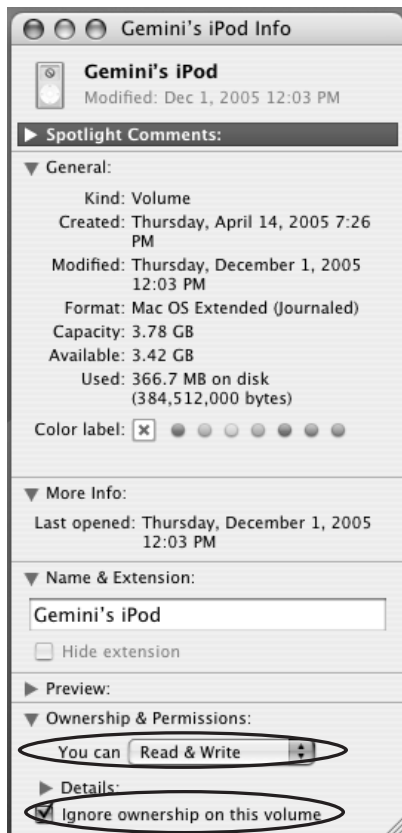 Gemini's iPod Info
Gemini's iPod
Modified: Dec 1, 2005 12:03 PM
Spotlight Comments:
General:
Kind: Volume
Created: Thursday, April 14, 2005 7:26
PM
Modified: Thursday, December 1, 2005
12:03 PM
Format: Mac OS Extended (Journaled)
Capacity: 3.78 GB
Available: 3.42 GB
Used: 366.7 MB on disk
(384,512,000 bytes)
Color label:
More Info:
Last opened: Thursday, December 1, 2005
12:03 PM
Name & Extension:
Gemini's iPod
Hide extension
Preview:
Ownership & Permissions:
You can Read & Write
Details:
Ignore ownership on this volume